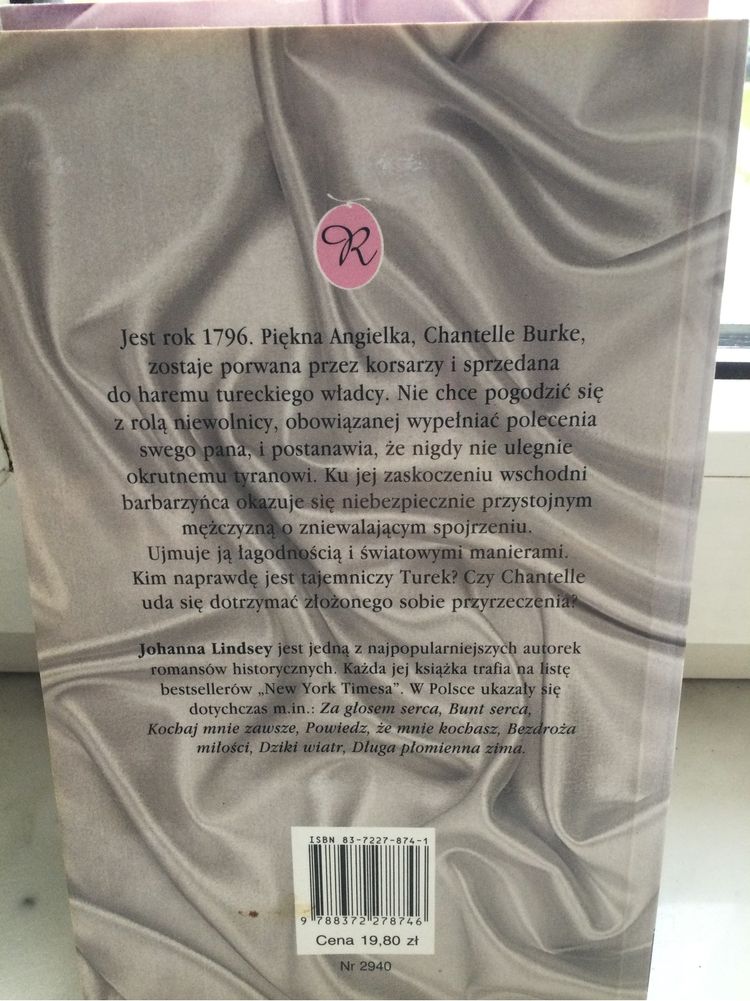 R
Jest rok 1796. Piękna Angielka, Chantelle Burke,
zostaje porwana przez korsarzy i sprzedana
do haremu tureckiego władcy. Nie chce pogodzić się
z rolą niewolnicy, obowiązanej wypełniać polecenia
swego pana, i postanawia, że nigdy nie ulegnie
okrutnemu tyranowi. Ku jej zaskoczeniu wschodni
barbarzyńca okazuje się niebezpiecznie przystojnym
mężczyzną o zniewalającym spojrzeniu.
Ujmuje ją łagodnością i światowymi manierami.
Kim naprawdę jest tajemniczy Turek? Czy Chantelle
uda się dotrzymać złożonego sobie przyrzeczenia?
Johanna Lindsey jest jedną z najpopularniejszych autorek
romansów historycznych. Każda jej książka trafia na listę
bestsellerów „New York Timesa”. W Polsce ukazały się
dotychczas m.in.: Za głosem serca, Bunt serca,
Kochaj mnie zawsze, Powiedz, że mnie kochasz, Bezdroża
miłości, Dziki wiatr, Długa płomienna zima.
ISBN 83-7227-874-1
9 788372 278746
Cena 19,80 zł
Nr 2940